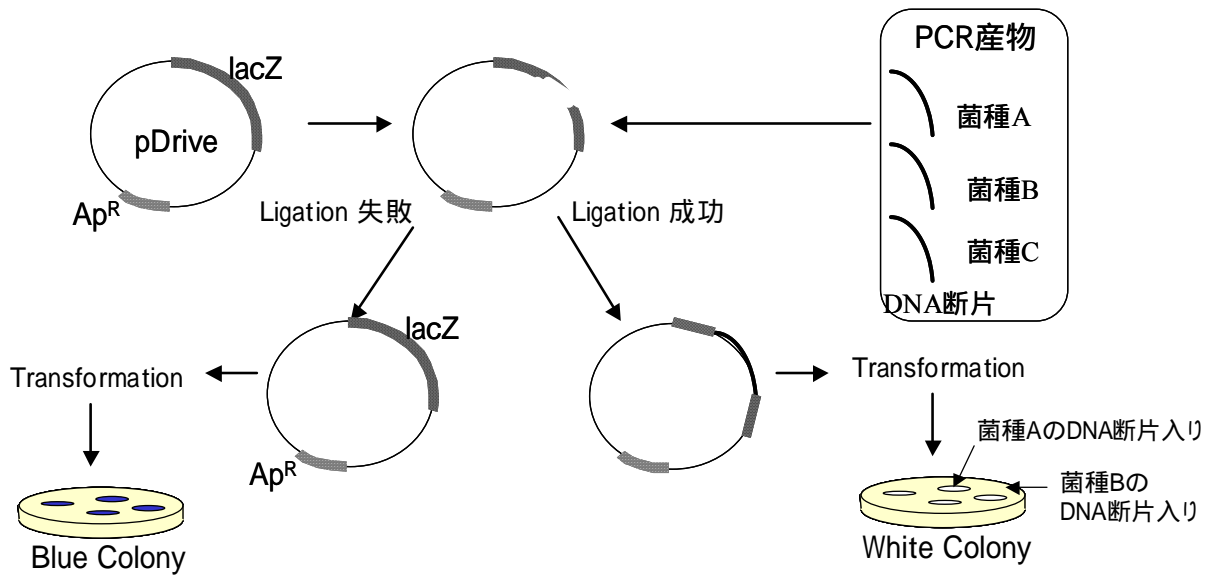 lacZ
pDrive
Ap^R
PCR産物
菌種A
菌種B
菌種C
DNA断片
Ligation 失敗
Ligation 成功
lacZ
Ap^R
Transformation
Blue Colony
Transformation
菌種AのDNA断片入り
菌種Bの
DNA断片入り
White Colony